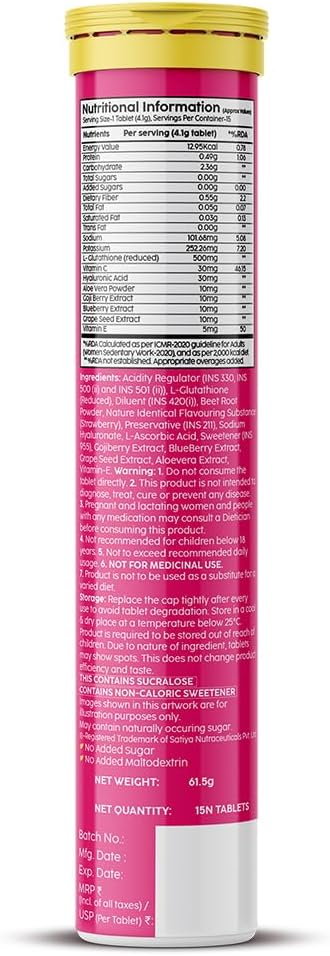 Nutritional Information (Approx Values)
Serving Size-1 Tablet (4.1g), Servings Per Container-15
Nutrients Per serving (4.1g tablet) *%RDA
Energy Value 12.95Kcal 0.78
Protein 0.49g 1.06
Carbohydrate 2.36g **
Total Sugars 0.00g **
Added Sugars 0.00g 0.00
Dietary Fiber 0.55g 2.2
Total Fat 0.05g 0.07
Saturated Fat 0.03g 0.13
Trans Fat 0.00g **
Sodium 101.68mg 5.08
Potassium 252.26mg 7.20
L-Glutathione (reduced) 500mg **
Vitamin C 30mg 46.15
Hyaluronic Acid 30mg **
Aloe Vera Powder 10mg **
Goji Berry Extract 10mg **
Blueberry Extract 10mg **
Grape Seed Extract 10mg **
Vitamin E 5mg 50
*%RDA Calculated as per ICMR-2020 guideline for Adults
(Women Sedentary Work-2020), and as per 2,000 kcal diet.
**%RDA not established. Appropriate overages added.
Ingredients: Acidity Regulator (INS 330, INS
500 (ii) and INS 501 (i)), L-Glutathione
(Reduced), Diluent (INS 420(i)), Beet Root
Powder, Nature Identical Flavouring Substance
(Strawberry), Preservative (INS 211), Sodium
Hyaluronate, L-Ascorbic Acid, Sweetener (INS
955), Gojiberry Extract, BlueBerry Extract,
Grape Seed Extract, Aloevera Extract,
Vitamin-E. Warning: 1. Do not consume the
tablet directly. 2. This product is not intended to
diagnose, treat, cure or prevent any disease.
3. Pregnant and lactating women and people
with any medication may consult a Dietician
before consuming this product.
4. Not recommended for children below 18
years. 5. Not to exceed recommended daily
usage. 6. NOT FOR MEDICINAL USE.
7. Product is not to be used as a substitute for a
varied diet.
Storage: Replace the cap tightly after every
use to avoid tablet degradation. Store in a cool
& dry place at a temperature below 25°C.
Product is required to be stored out of reach of
children. Due to nature of ingredient, tablets
may show spots. This does not change product
efficacy and taste.
THIS CONTAINS SUCRALOSE
CONTAINS NON-CALORIC SWEETENER
Images shown in this artwork are for
illustration purposes only.
May contain naturally occuring sugar.
®-Registered Trademark of Satiya Nutraceuticals Pvt. Ltd.
No Added Sugar
No Added Maltodextrin
NET WEIGHT: 61.5g
NET QUANTITY: 15N TABLETS
Batch No.:
Mfg. Date :
Exp. Date:
MRP ₹
(Incl. of all taxes) /
USP (Per Tablet) ₹: